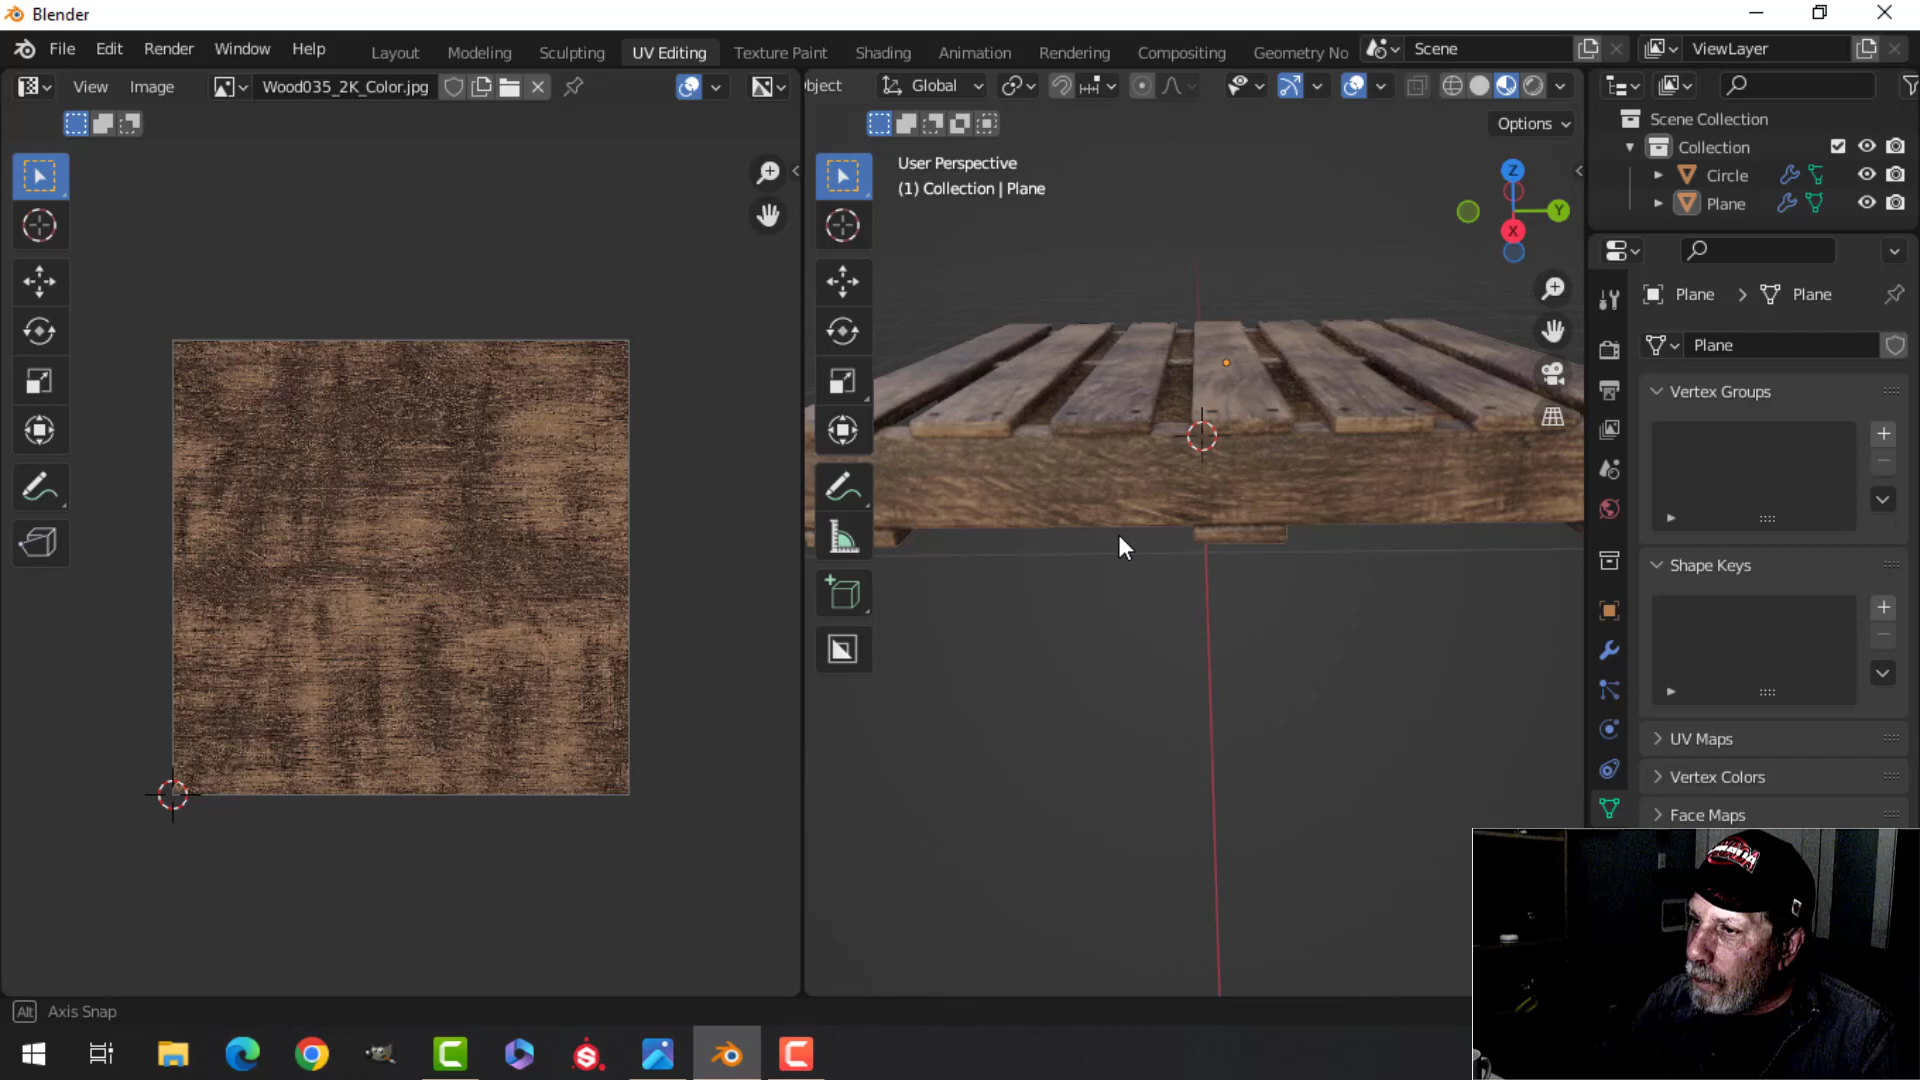 Blender
File Edit Render Window Help Layout Modeling Sculpting UV Editing Texture Paint Shading Animation Rendering Compositing Geometry No Scene ViewLayer
View Image Wood035_2K_Color.jpg bject Global
Options
User Perspective
(1) Collection | Plane
Z
Y
X
Scene Collection
Collection
Circle
Plane
Plane > Plane
Plane
Vertex Groups
Shape Keys
UV Maps
Vertex Colors
Face Maps
Alt Axis Snap